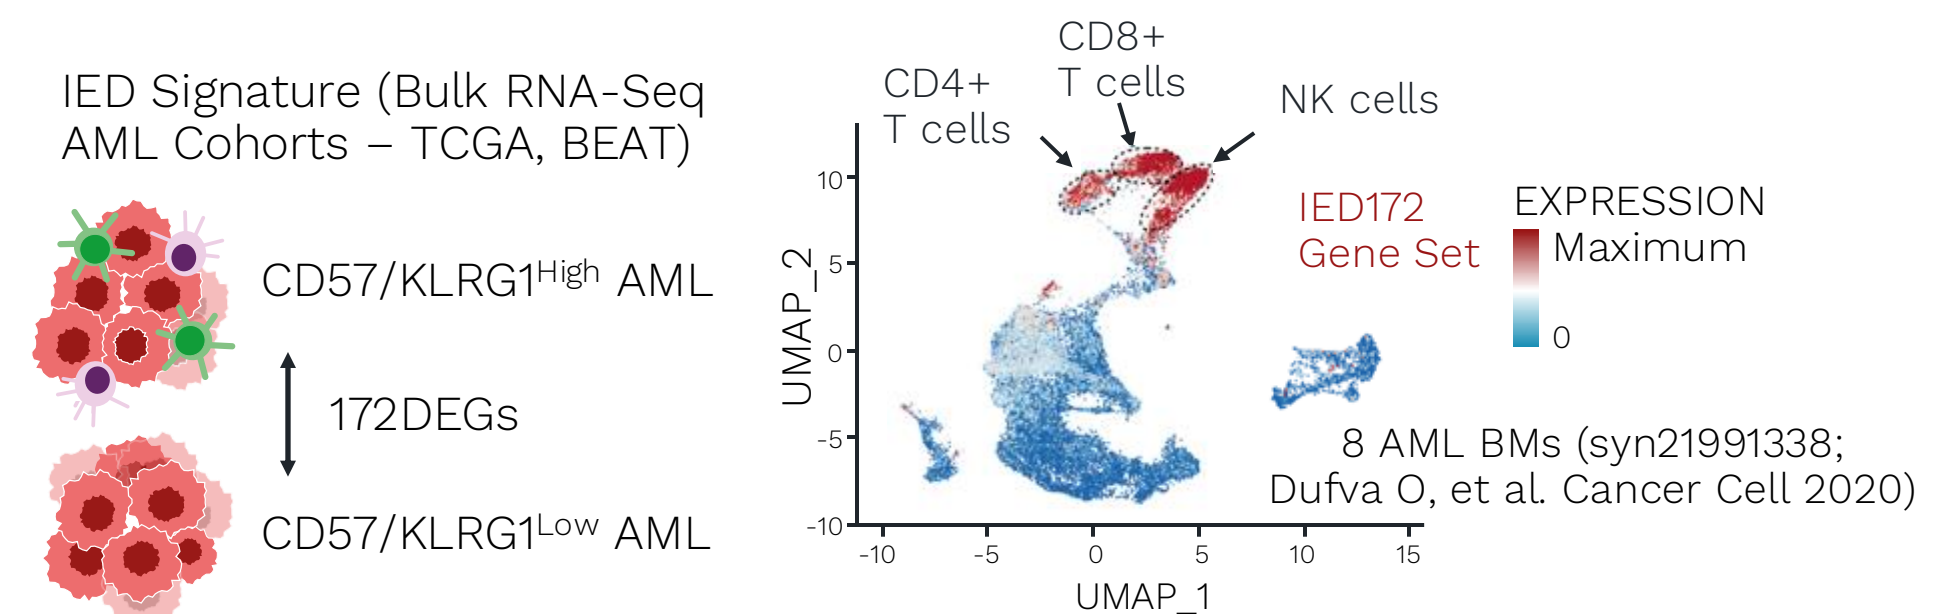 IED Signature (Bulk RNA-Seq
AML Cohorts – TCGA, BEAT)
CD57/KLRG1High AML
172DEGs
CD57/KLRG1Low AML
CD4+
T cells
CD8+
T cells
NK cells
UMAP_2
10
5
0
-5
-10
-10
-5
0
5
10
15
UMAP_1
IED172
Gene Set
EXPRESSION
Maximum
0
8 AML BMs (syn21991338;
Dufva O, et al. Cancer Cell 2020)